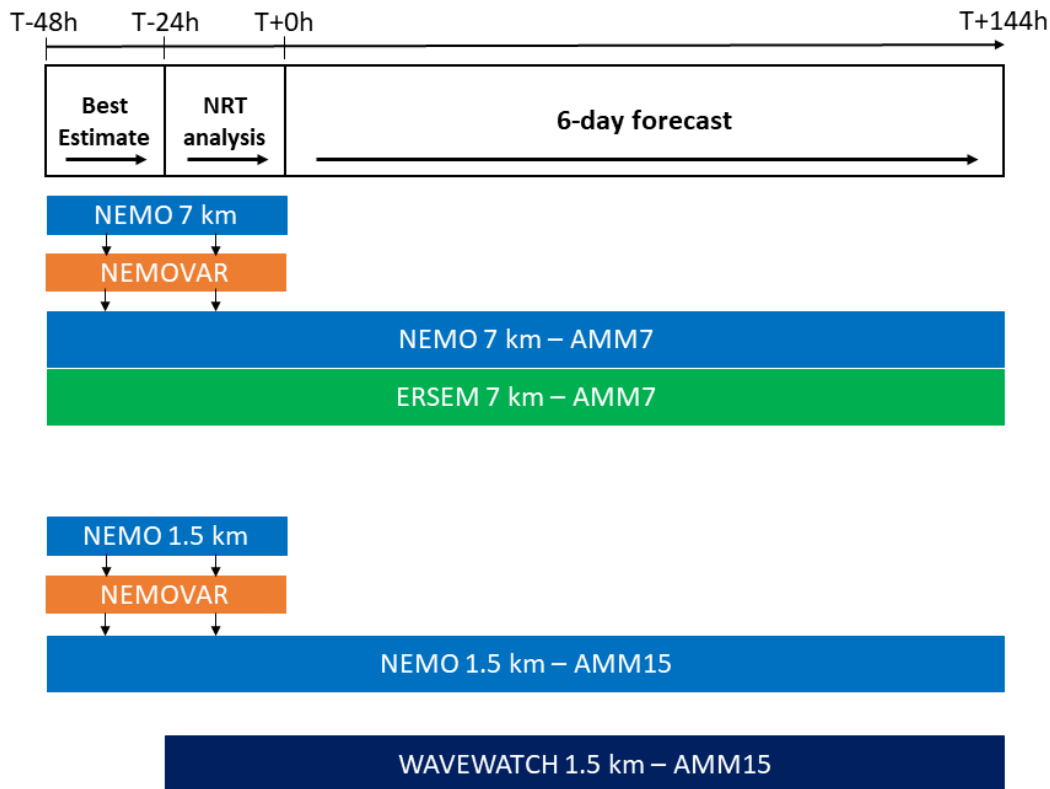 T-48h T-24h T+0h T+144h
Best
Estimate
NRT
analysis
6-day forecast
NEMO 7 km
NEMOVAR
NEMO 7 km – AMM7
ERSEM 7 km – AMM7
NEMO 1.5 km
NEMOVAR
NEMO 1.5 km – AMM15
WAVEWATCH 1.5 km – AMM15